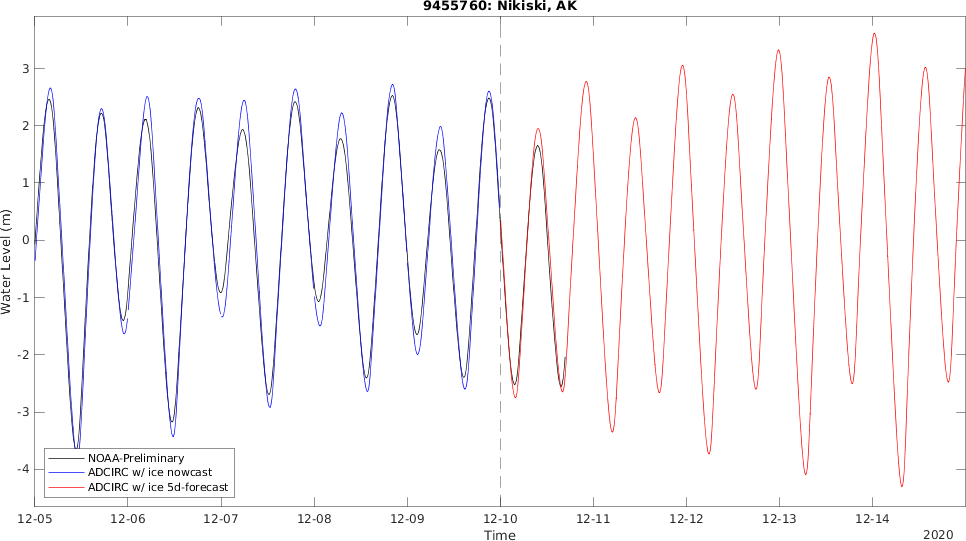 9455760: Nikiski, AK
Water Level (m)
3
2
1
0
-1
-2
-3
-4
NOAA-Preliminary
ADCIRC w/ ice nowcast
ADCIRC w/ ice 5d-forecast
12-05 12-06 12-07 12-08 12-09 12-10 12-11 12-12 12-13 12-14
Time
2020